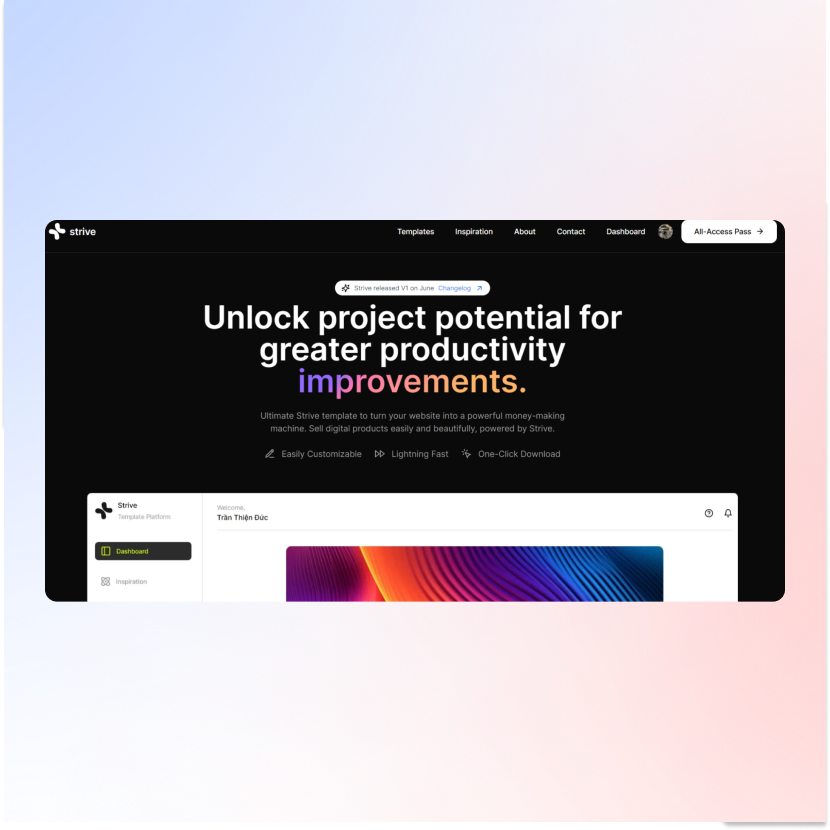 strive
Templates
Inspiration
About
Contact
Dashboard
All-Access Pass
Strive released V1 on June Changelog
Unlock project potential for
greater productivity
improvements.
Ultimate Strive template to turn your website into a powerful money-making
machine. Sell digital products easily and beautifully, powered by Strive.
Easily Customizable
Lightning Fast
One-Click Download
Strive
Template Platform
Welcome,
Trần Thiện Đức
Dashboard
Inspiration